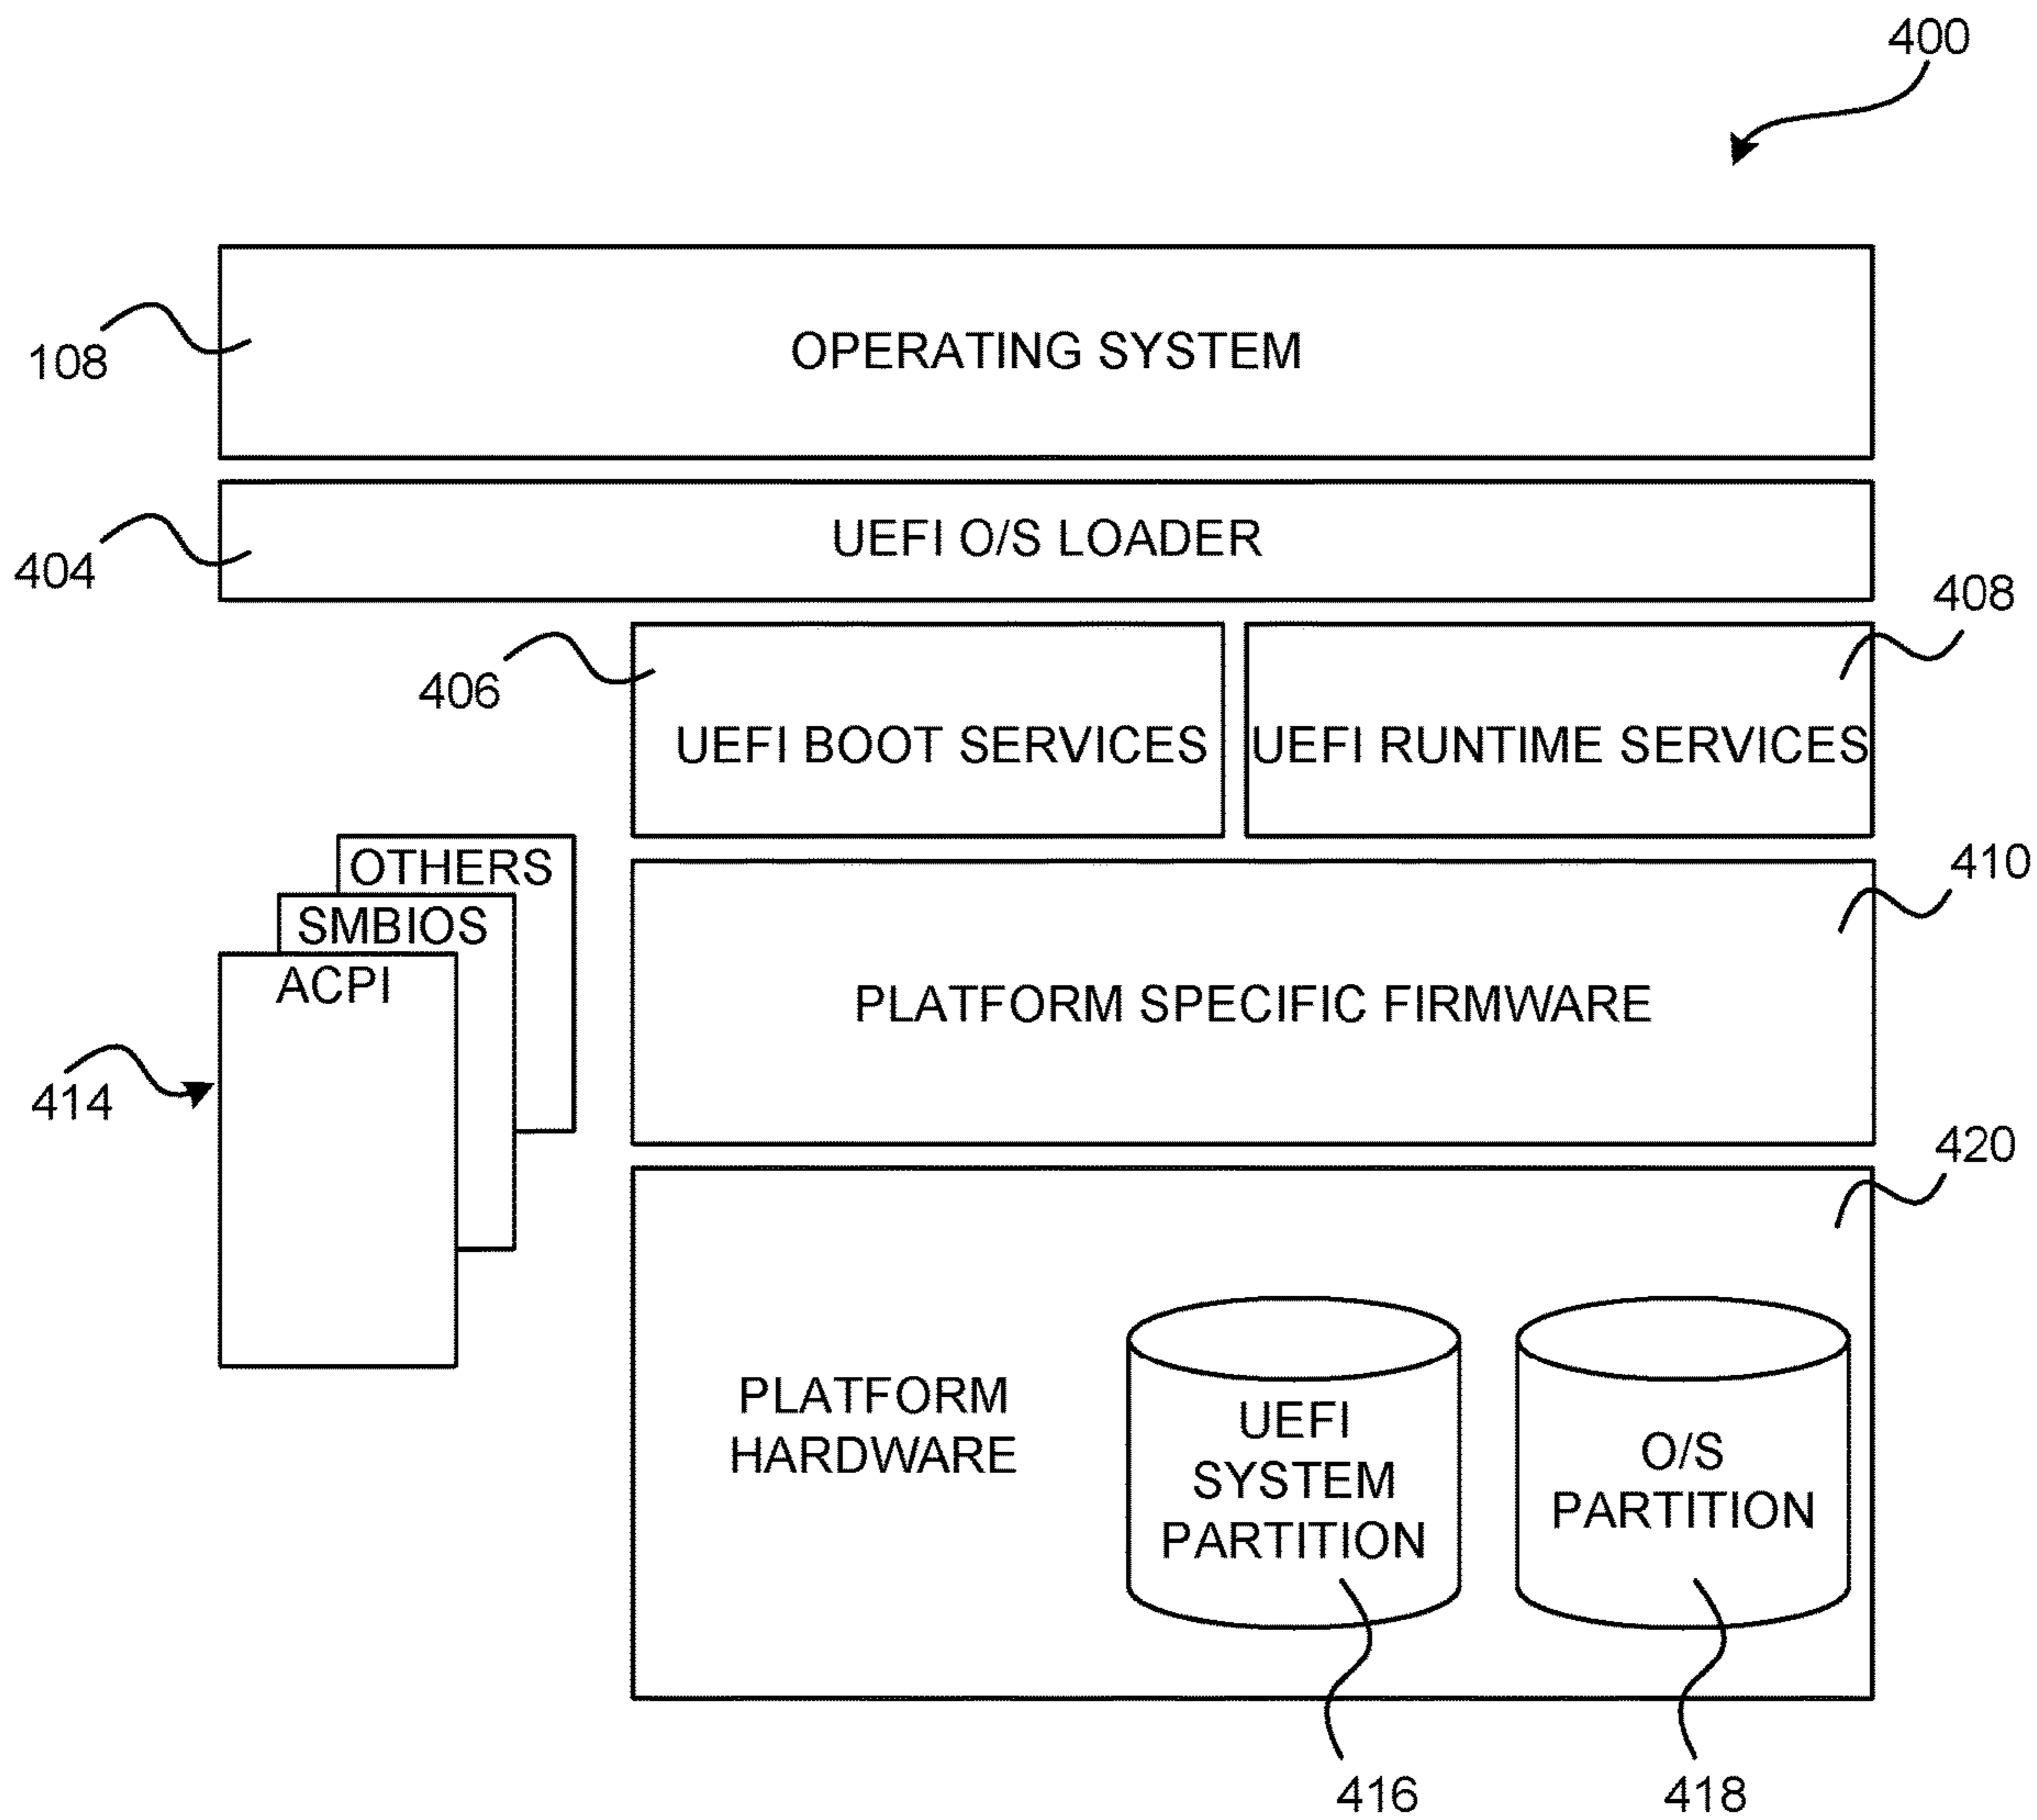 400
OPERATING SYSTEM
108
UEFI O/S LOADER
404
408
406
UEFI BOOT SERVICES
UEFI RUNTIME SERVICES
OTHERS
SMBIOS
ACPI
410
PLATFORM SPECIFIC FIRMWARE
414
420
PLATFORM
HARDWARE
UEFI
SYSTEM
PARTITION
O/S
PARTITION
416
418